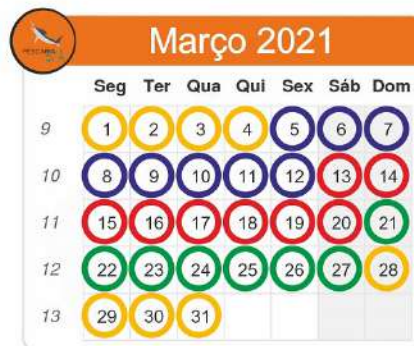 Março 2021
Seg Ter Qua Qui Sex Sáb Dom
9 1 2 3 4 5 6 7
10 8 9 10 11 12 13 14
11 15 16 17 18 19 20 21
12 22 23 24 25 26 27 28
13 29 30 31